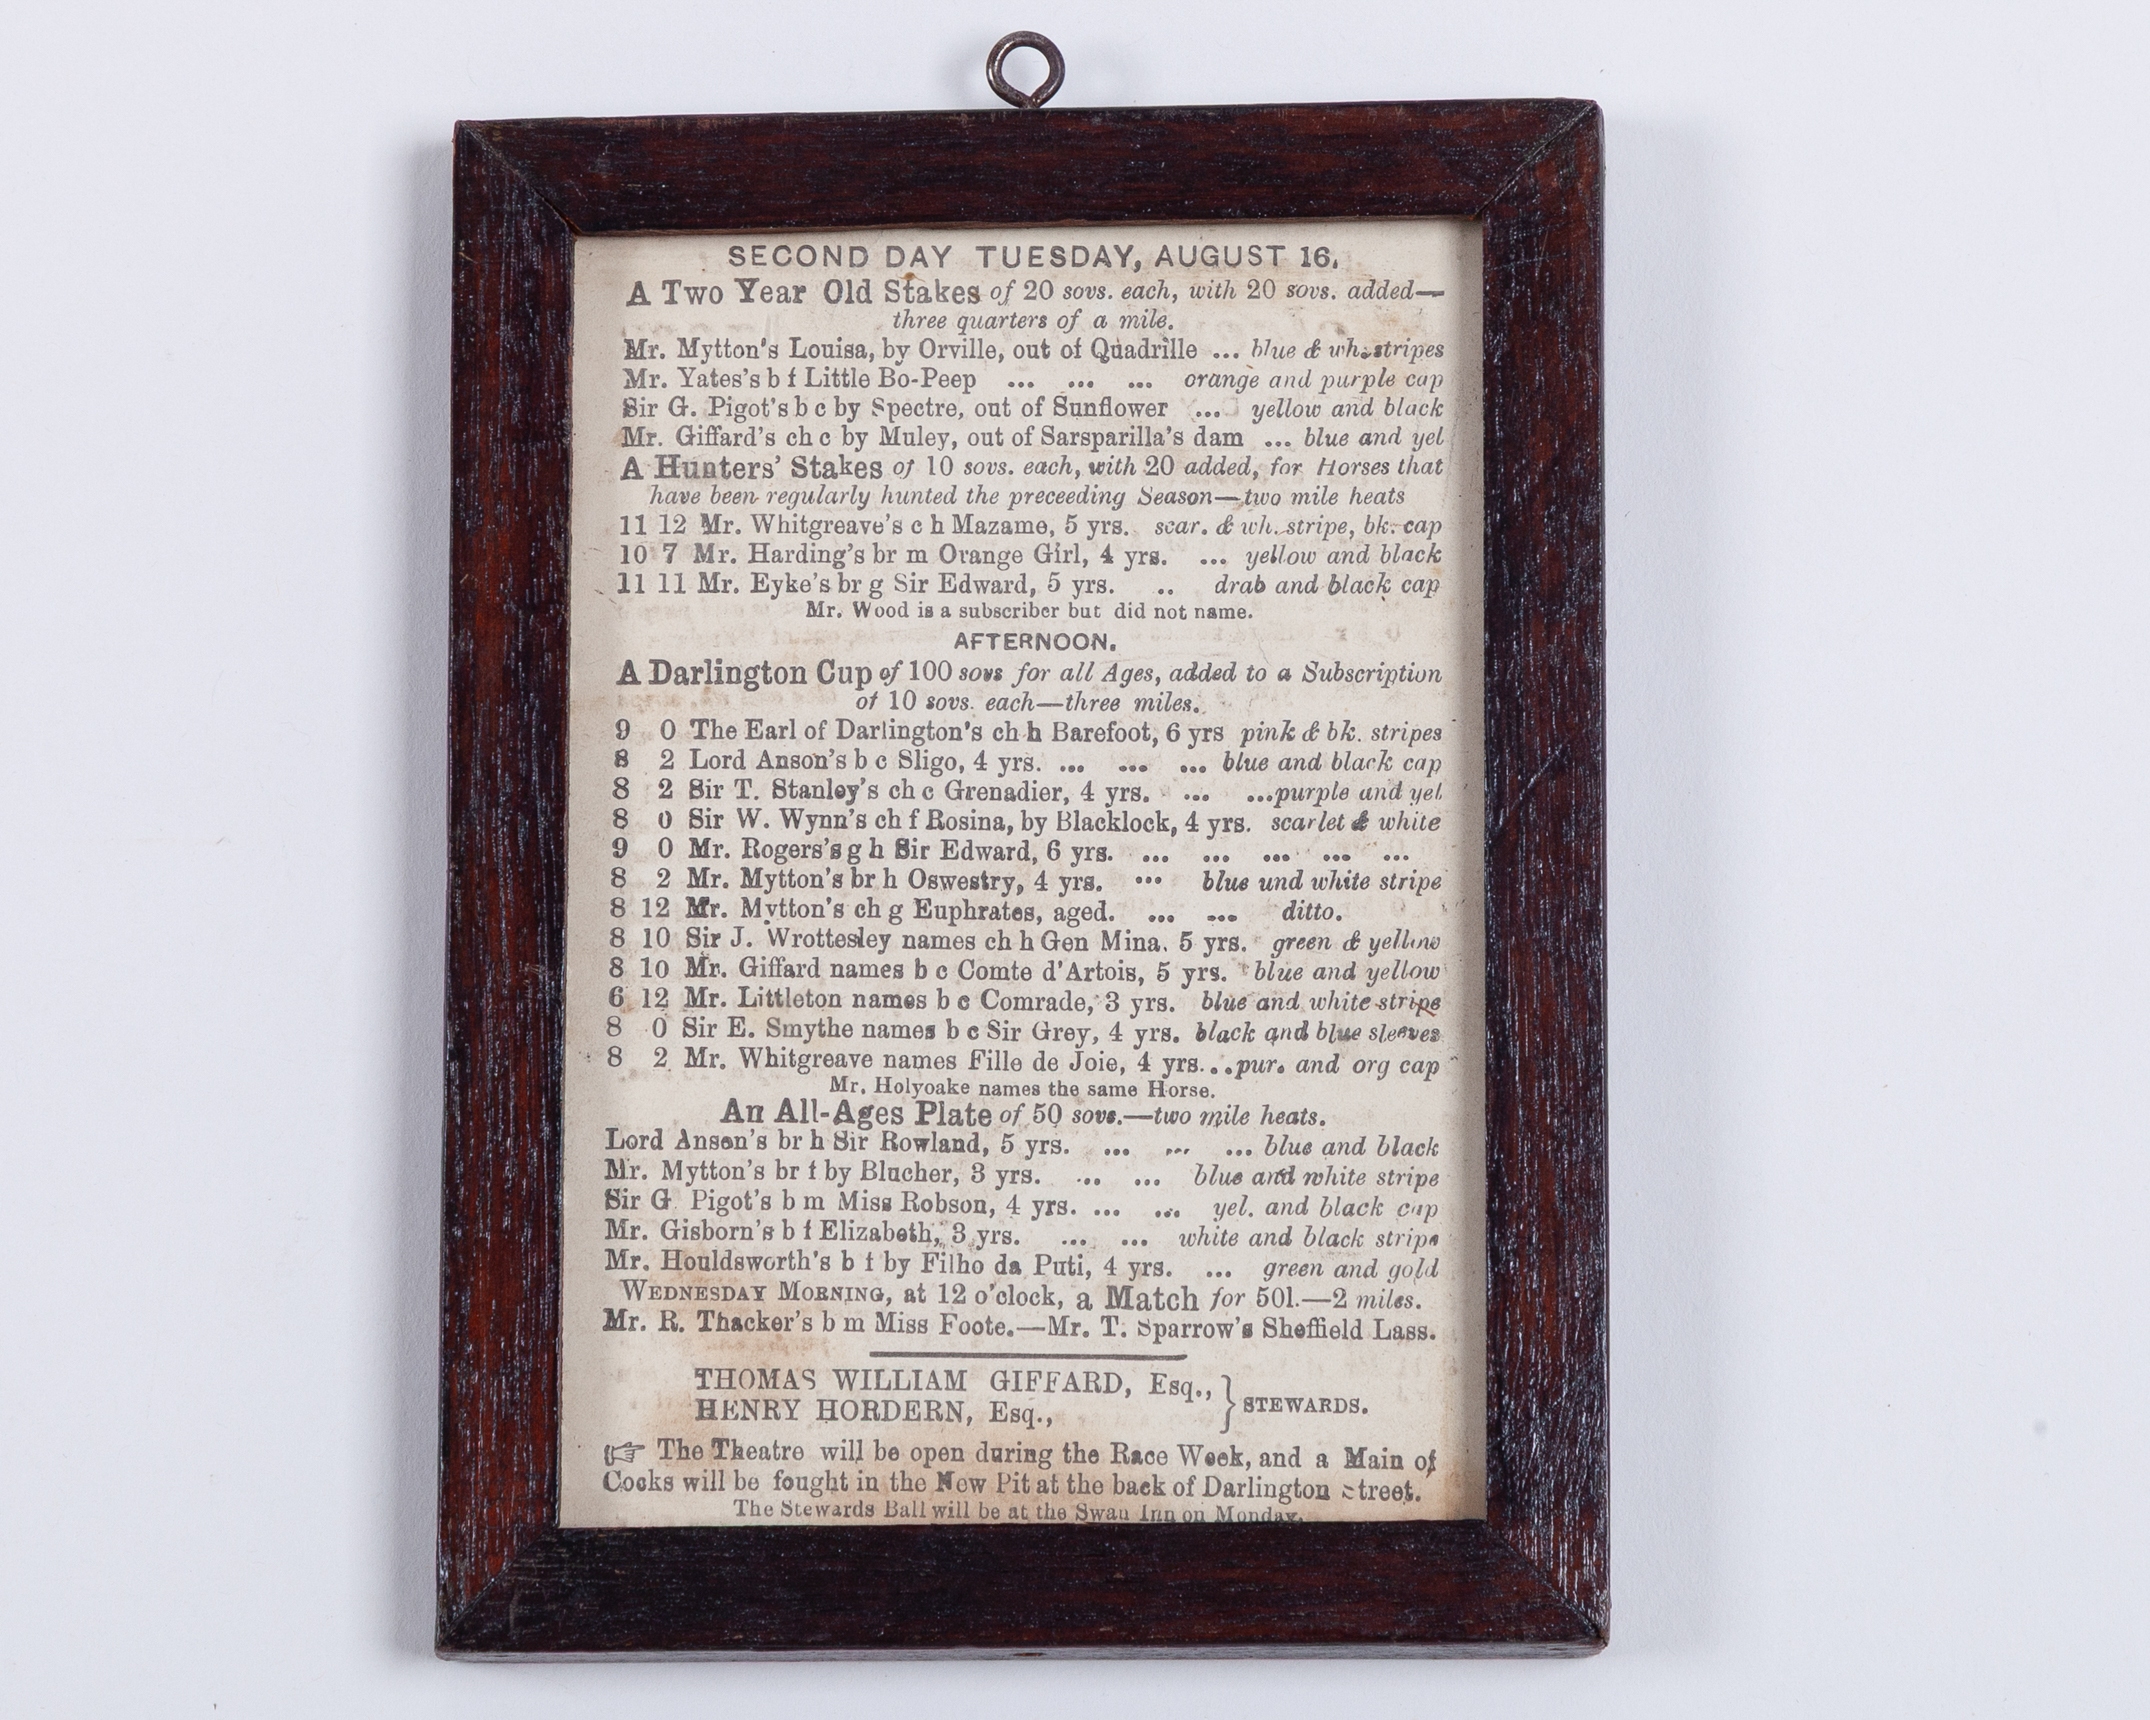 SECOND DAY TUESDAY, AUGUST 16.
A Two Year Old Stakes of 20 sovs. each, with 20 sovs. added—
three quarters of a mile.
Mr. Mytton's Louisa, by Orville, out of Quadrille ... blue & wh. stripes
Mr. Yates's b f Little Bo-Peep ... ... ... orange and purple cap
Sir G. Pigot's b c by Spectre, out of Sunflower ... yellow and black
Mr. Giffard's ch c by Muley, out of Sarsparilla's dam ... blue and yel
A Hunters' Stakes of 10 sovs. each, with 20 added, for Horses that
have been regularly hunted the preceeding Season—two mile heats
11 12 Mr. Whitgreave's c h Mazame, 5 yrs. scar. & wh. stripe, bk. cap
10 7 Mr. Harding's br m Orange Girl, 4 yrs. ... yellow and black
11 11 Mr. Eyke's br g Sir Edward, 5 yrs. .. drab and black cap
Mr. Wood is a subscriber but did not name.
AFTERNOON.
A Darlington Cup of 100 sovs for all Ages, added to a Subscription
of 10 sovs. each—three miles.
9 0 The Earl of Darlington's ch h Barefoot, 6 yrs pink & bk. stripes
8 2 Lord Anson's b c Sligo, 4 yrs. ... ... ... blue and black cap
8 2 Sir T. Stanley's ch c Grenadier, 4 yrs. ... ...purple and yel
8 0 Sir W. Wynn's ch f Rosina, by Blacklock, 4 yrs. scarlet & white
9 0 Mr. Rogers's g h Sir Edward, 6 yrs. ... ... ... ... ...
8 2 Mr. Mytton's br h Oswestry, 4 yrs. ... blue und white stripe
8 12 Mr. Mytton's ch g Euphrates, aged. ... ... ditto.
8 10 Sir J. Wrottesley names ch h Gen Mina. 5 yrs. green & yellow
8 10 Mr. Giffard names b c Comte d'Artois, 5 yrs. blue and yellow
6 12 Mr. Littleton names b c Comrade, 3 yrs. blue and white stripe
8 0 Sir E. Smythe names b c Sir Grey, 4 yrs. black and blue sleeves
8 2 Mr. Whitgreave names Fille de Joie, 4 yrs...pur. and org cap
Mr. Holyoake names the same Horse.
An All-Ages Plate of 50 sovs.—two mile heats.
Lord Anson's br h Sir Rowland, 5 yrs. ... ... ... blue and black
Mr. Mytton's br f by Blucher, 3 yrs. ... ... blue and white stripe
Sir G Pigot's b m Miss Robson, 4 yrs. ... ... yel. and black cap
Mr. Gisborn's b f Elizabeth, 3 yrs. ... ... white and black stripe
Mr. Houldsworth's b f by Filho da Puti, 4 yrs. ... green and gold
WEDNESDAY MORNING, at 12 o'clock, a Match for 50l.—2 miles.
Mr. R. Thacker's b m Miss Foote.—Mr. T. Sparrow's Sheffield Lass.
THOMAS WILLIAM GIFFARD, Esq.,
HENRY HORDERN, Esq., } STEWARDS.
☞ The Theatre will be open during the Race Week, and a Main of
Cocks will be fought in the New Pit at the back of Darlington Street.
The Stewards Ball will be at the Swan Inn on Monday.